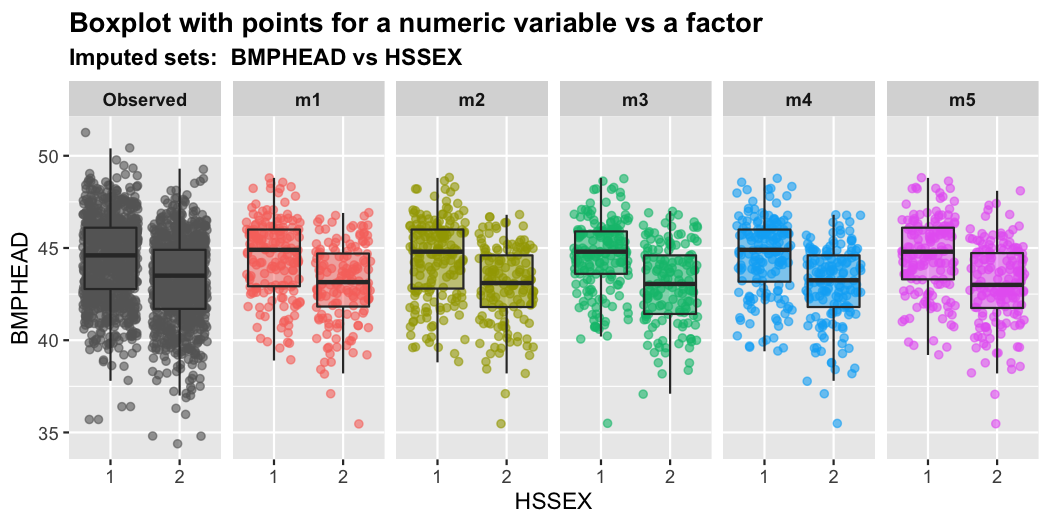 Boxplot with points for a numeric variable vs a factor
Imputed sets:  BMPHEAD vs HSSEX
Observed m1 m2 m3 m4 m5
BMPHEAD
50
45
40
35
1 2 1 2 1 2 1 2 1 2 1 2
HSSEX